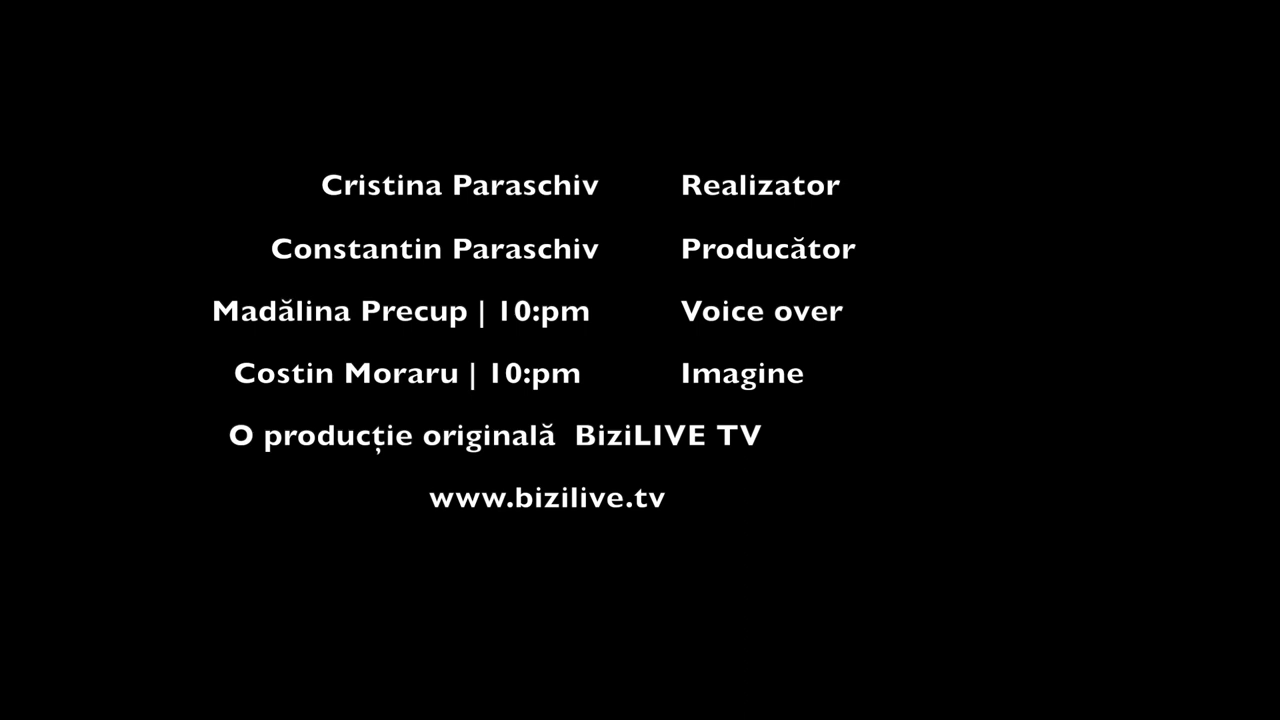 Cristina Paraschiv Realizator
Constantin Paraschiv Producător
Madălina Precup | 10:pm Voice over
Costin Moraru | 10:pm Imagine
O producție originală BiziLIVE TV
www.bizilive.tv